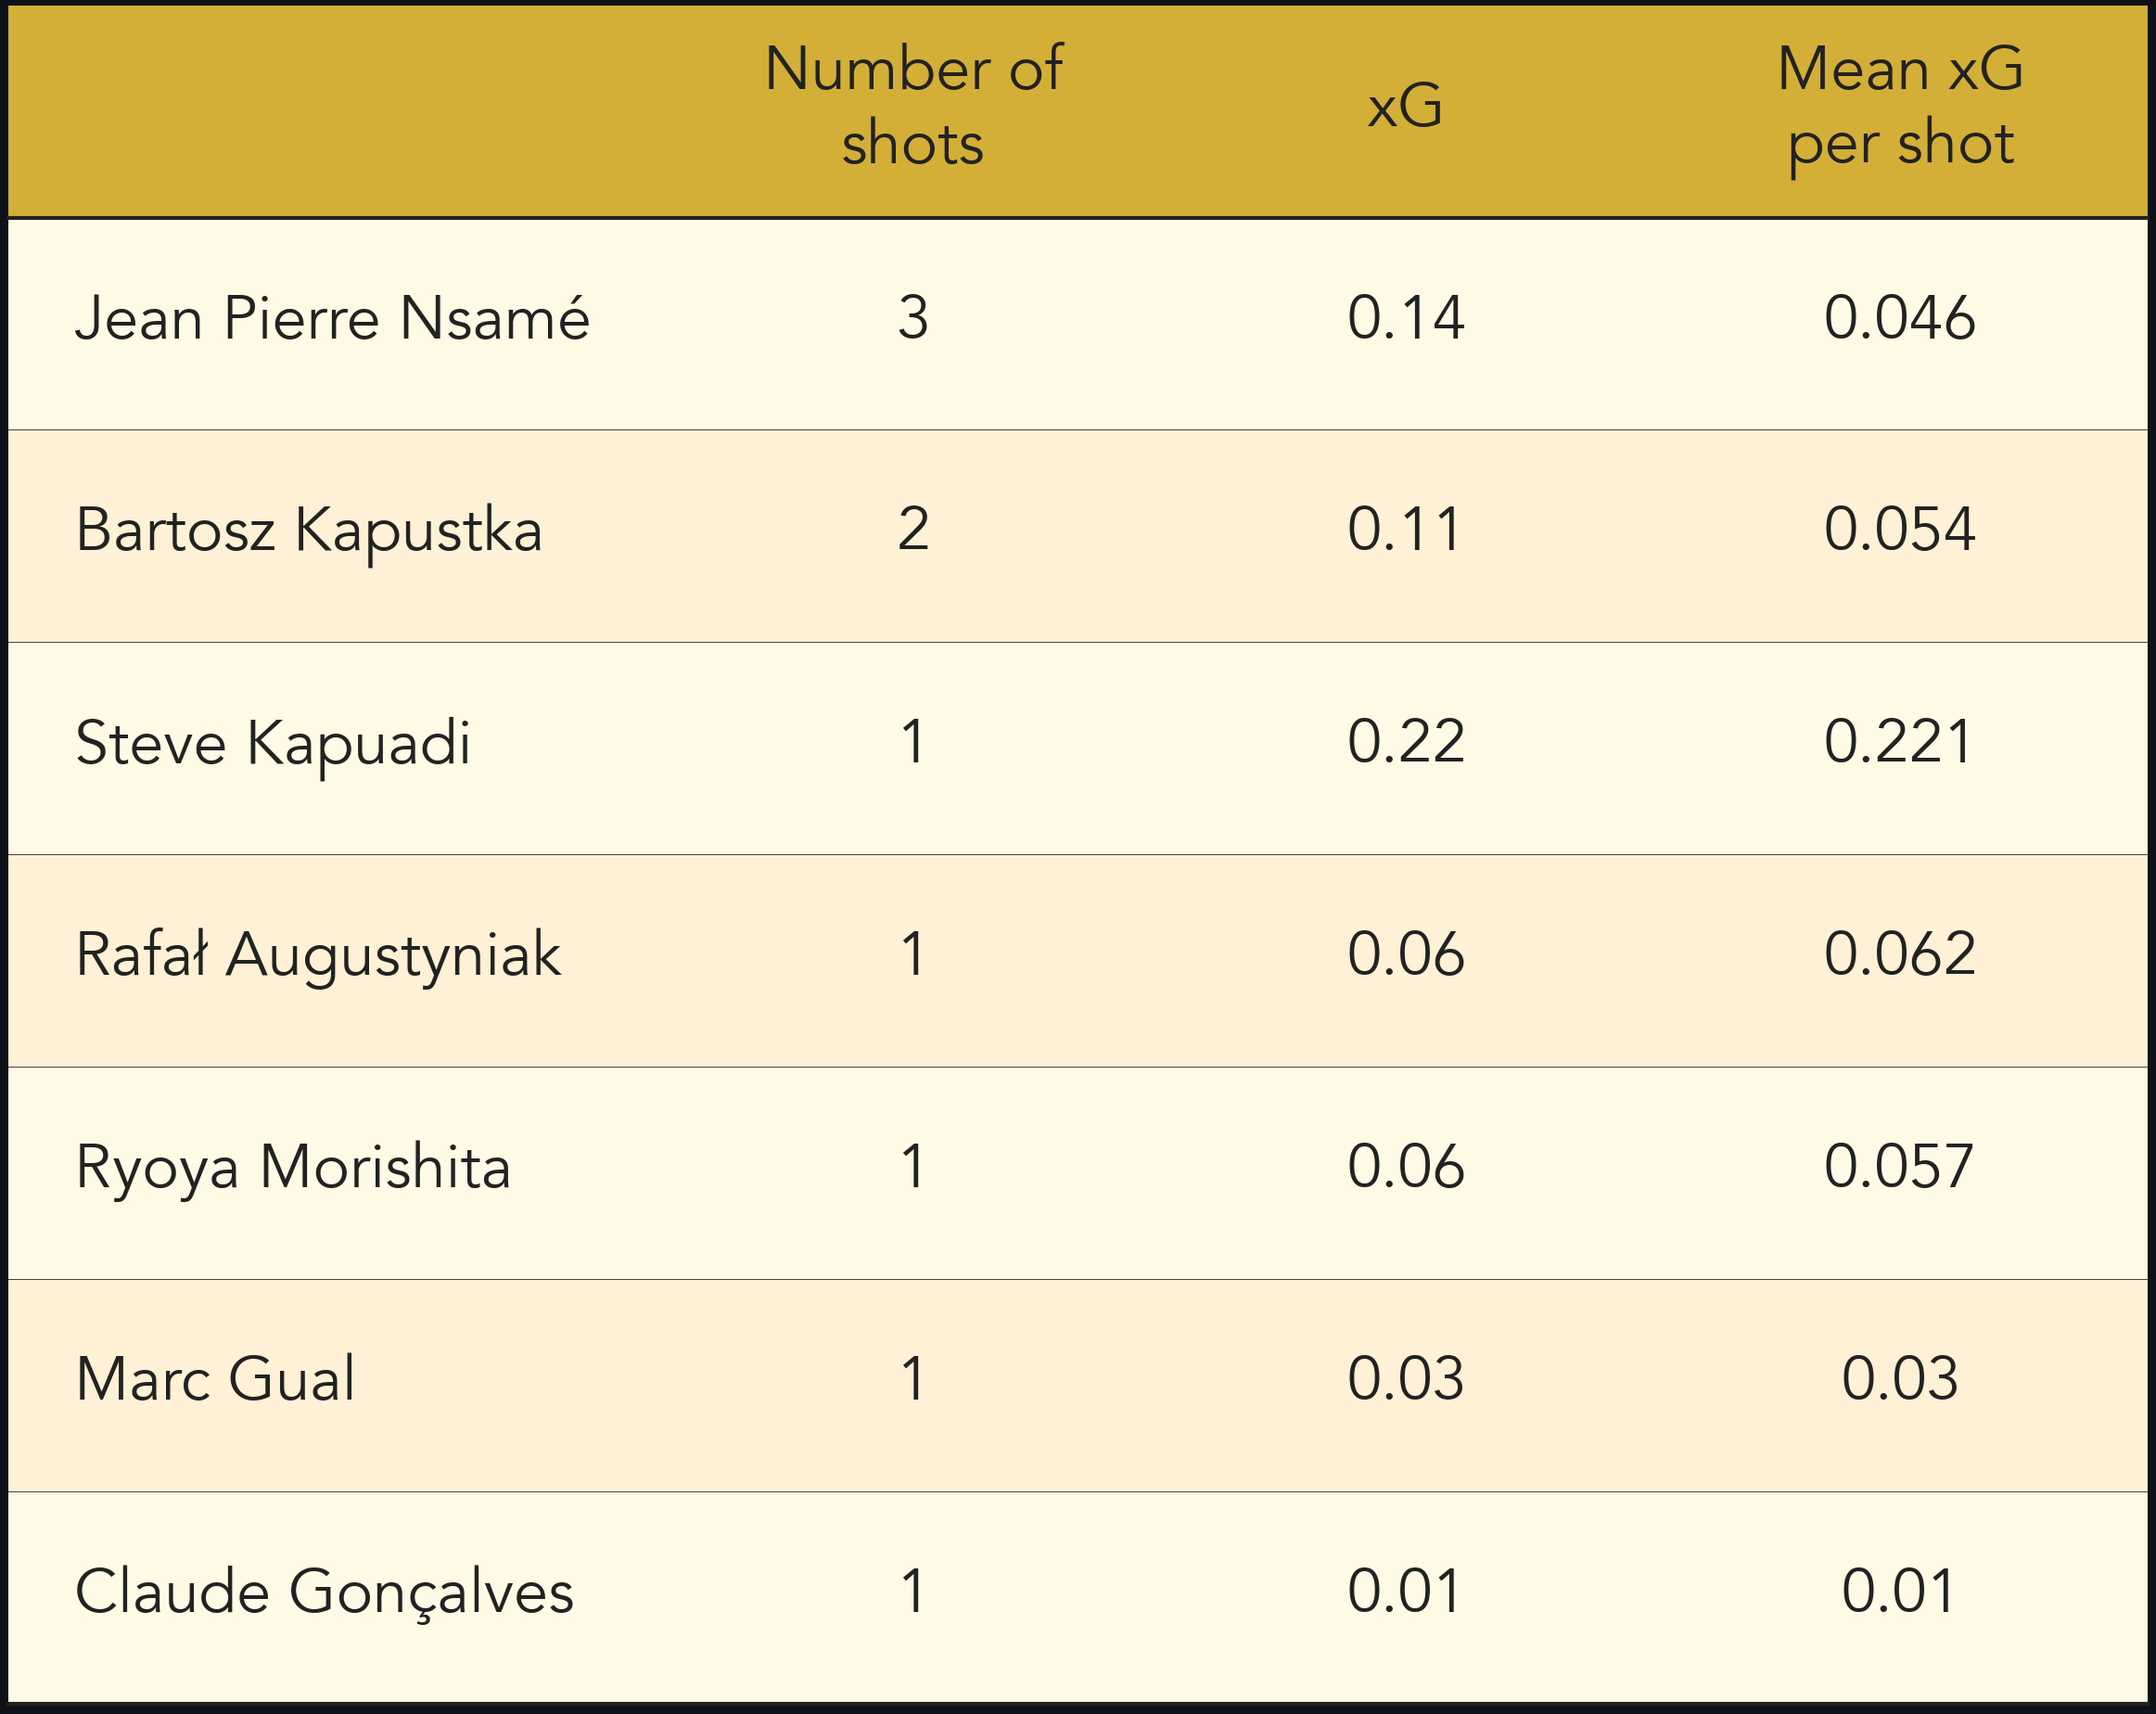 Number of shots xG Mean xG per shot
Jean Pierre Nsamé 3 0.14 0.046
Bartosz Kapustka 2 0.11 0.054
Steve Kapuadi 1 0.22 0.221
Rafał Augustyniak 1 0.06 0.062
Ryoya Morishita 1 0.06 0.057
Marc Gual 1 0.03 0.03
Claude Gonçalves 1 0.01 0.01